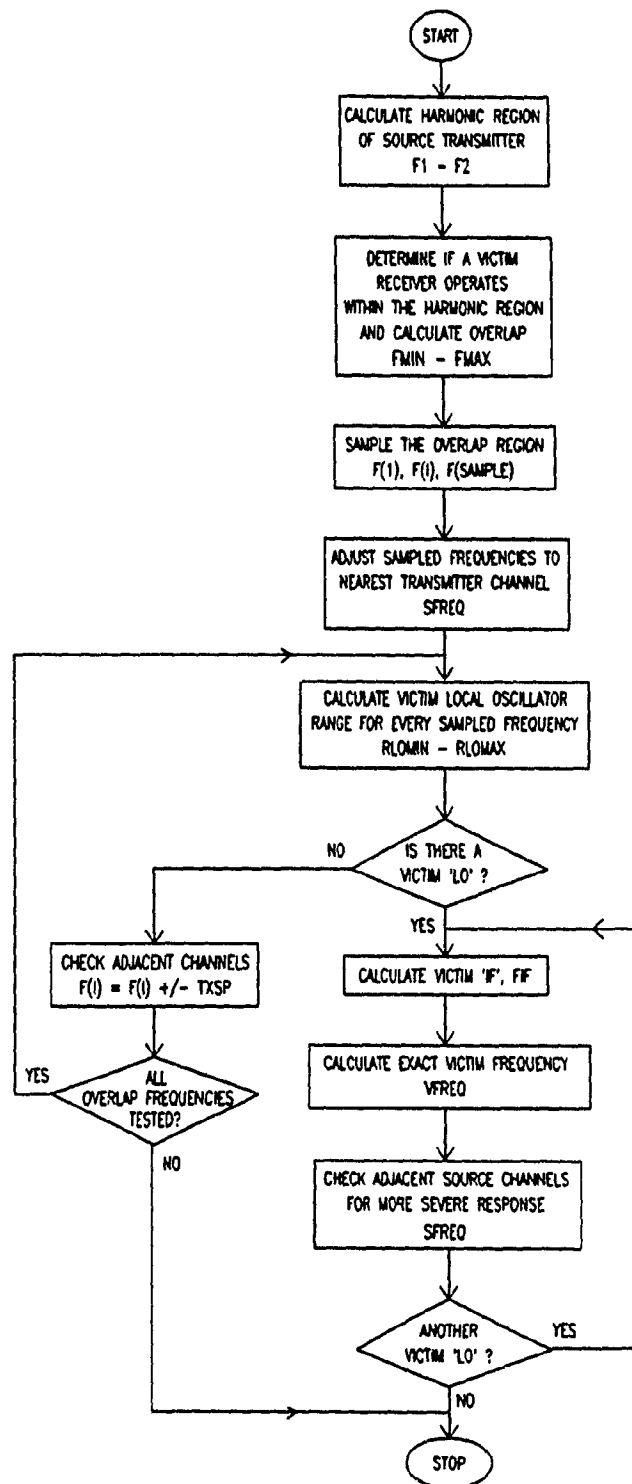 START
CALCULATE HARMONIC REGION
OF SOURCE TRANSMITTER
F1 - F2
DETERMINE IF A VICTIM
RECEIVER OPERATES
WITHIN THE HARMONIC REGION
AND CALCULATE OVERLAP
FMIN - FMAX
SAMPLE THE OVERLAP REGION
F(1), F(I), F(SAMPLE)
ADJUST SAMPLED FREQUENCIES TO
NEAREST TRANSMITTER CHANNEL
SFREQ
CALCULATE VICTIM LOCAL OSCILLATOR
RANGE FOR EVERY SAMPLED FREQUENCY
RLOMIN - RLOMAX
IS THERE A
VICTIM 'LO' ?
NO
YES
CHECK ADJACENT CHANNELS
F(I) = F(I) +/- TXSP
ALL
OVERLAP FREQUENCIES
TESTED?
YES
NO
CALCULATE VICTIM 'IF', FIF
CALCULATE EXACT VICTIM FREQUENCY
VFREQ
CHECK ADJACENT SOURCE CHANNELS
FOR MORE SEVERE RESPONSE
SFREQ
ANOTHER
VICTIM 'LO' ?
YES
NO
STOP